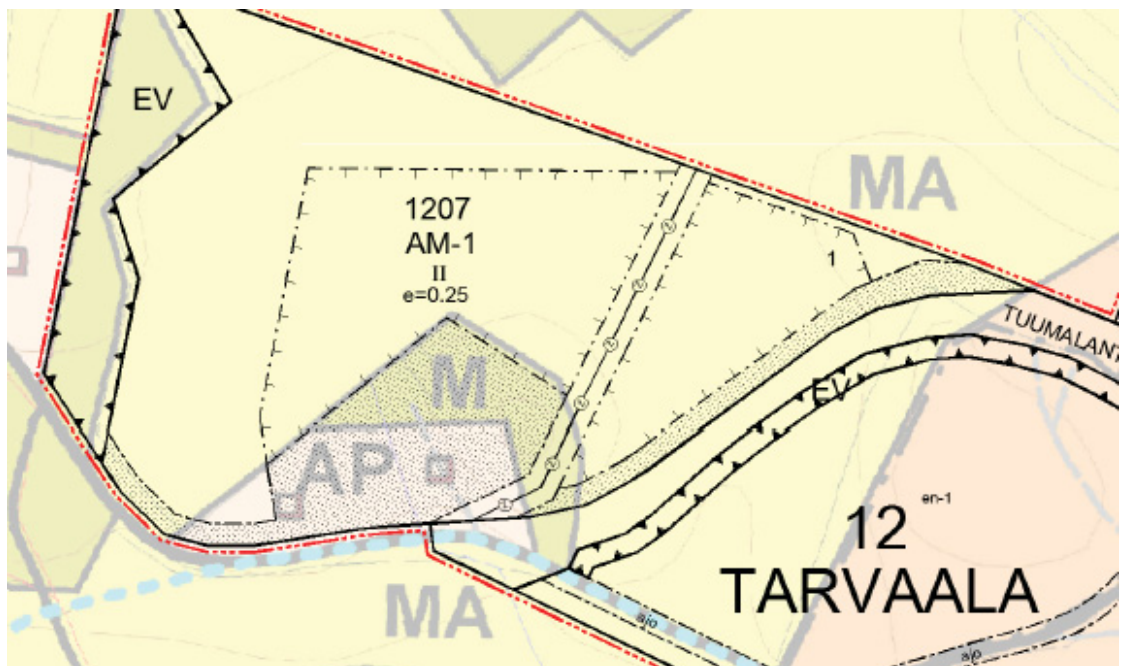 EV
MA
1207
AM-1
II
e=0.25
1
TUUMALANT
M
EV
AP
en-1
12
TARVAALA
MA
ajo
ajo